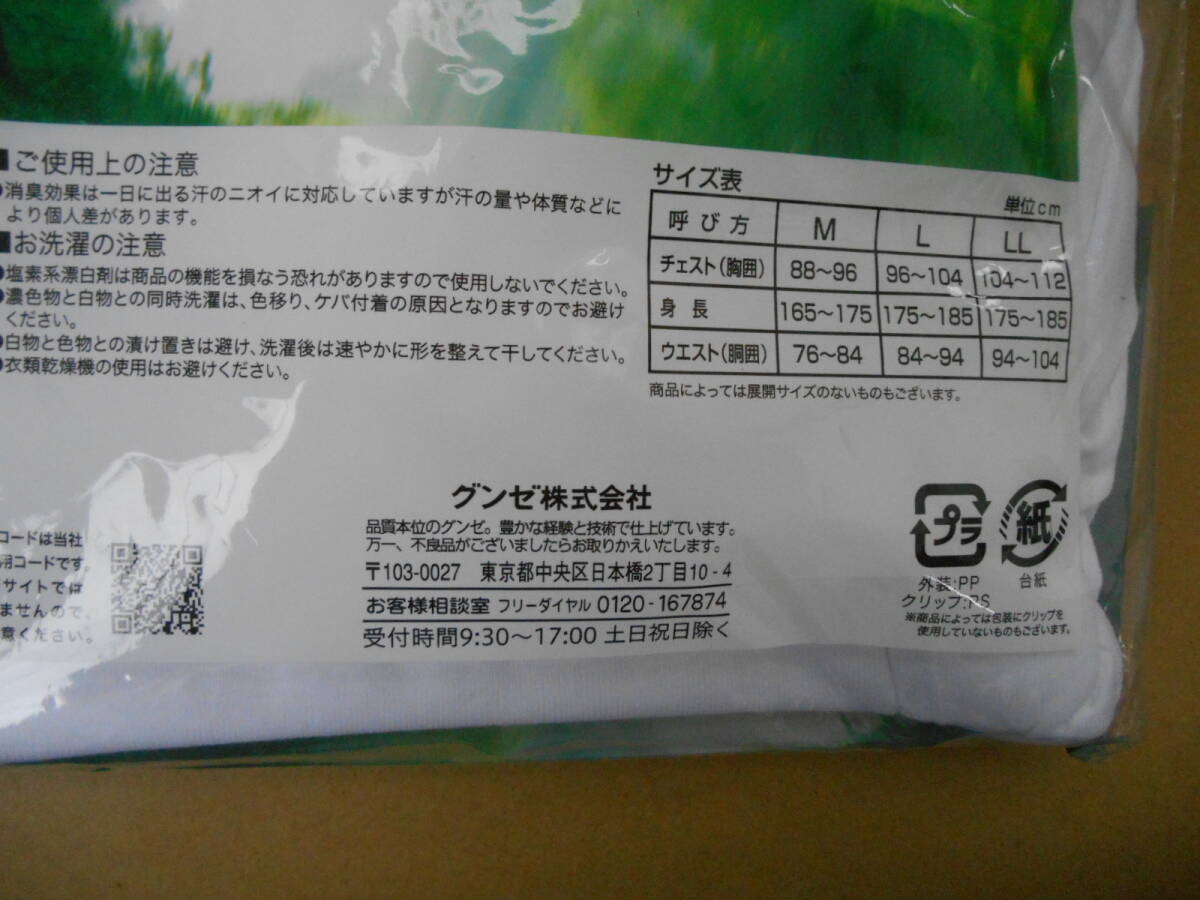 ■ご使用上の注意
●消臭効果は一日に出る汗のニオイに対応していますが汗の量や体質などに
より個人差があります。
■お洗濯の注意
●塩素系漂白剤は商品の機能を損なう恐れがありますので使用しないでください。
●濃色物と白物との同時洗濯は、色移り、ケバ付着の原因となりますのでお避け
ください。
●白物と色物との漬け置きは避け、洗濯後は速やかに形を整えて干してください。
●衣類乾燥機の使用はお避けください。
サイズ表
単位cm
呼び方 M L LL
チェスト(胸囲) 88～96 96～104 104～112
身長 165～175 175～185 175～185
ウエスト(胴囲) 76～84 84～94 94～104
商品によっては展開サイズのないものもございます。
グンゼ株式会社
品質本位のグンゼ。豊かな経験と技術で仕上げています。
万一、不良品がございましたらお取りかえいたします。
〒103-0027 東京都中央区日本橋2丁目10-4
お客様相談室 フリーダイヤル 0120-167874
受付時間9:30～17:00 土日祝日除く
コードは当社
用コードです。
サイトでは
ませんので、
意ください。
プラ
紙
外装:PP
台紙
クリップ:PS
※商品によっては包装にクリップを
使用していないものもございます。